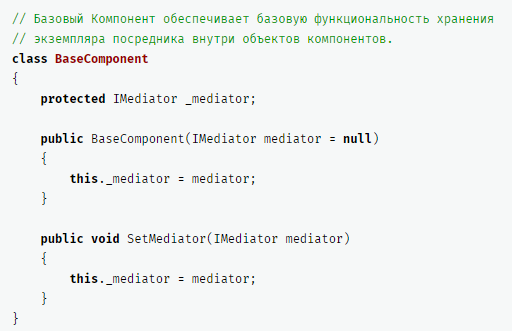 // Базовый Компонент обеспечивает базовую функциональность хранения
// экземпляра посредника внутри объектов компонентов.
class BaseComponent
{
    protected IMediator _mediator;
    public BaseComponent(IMediator mediator = null)
    {
        this._mediator = mediator;
    }
    public void SetMediator(IMediator mediator)
    {
        this._mediator = mediator;
    }
}